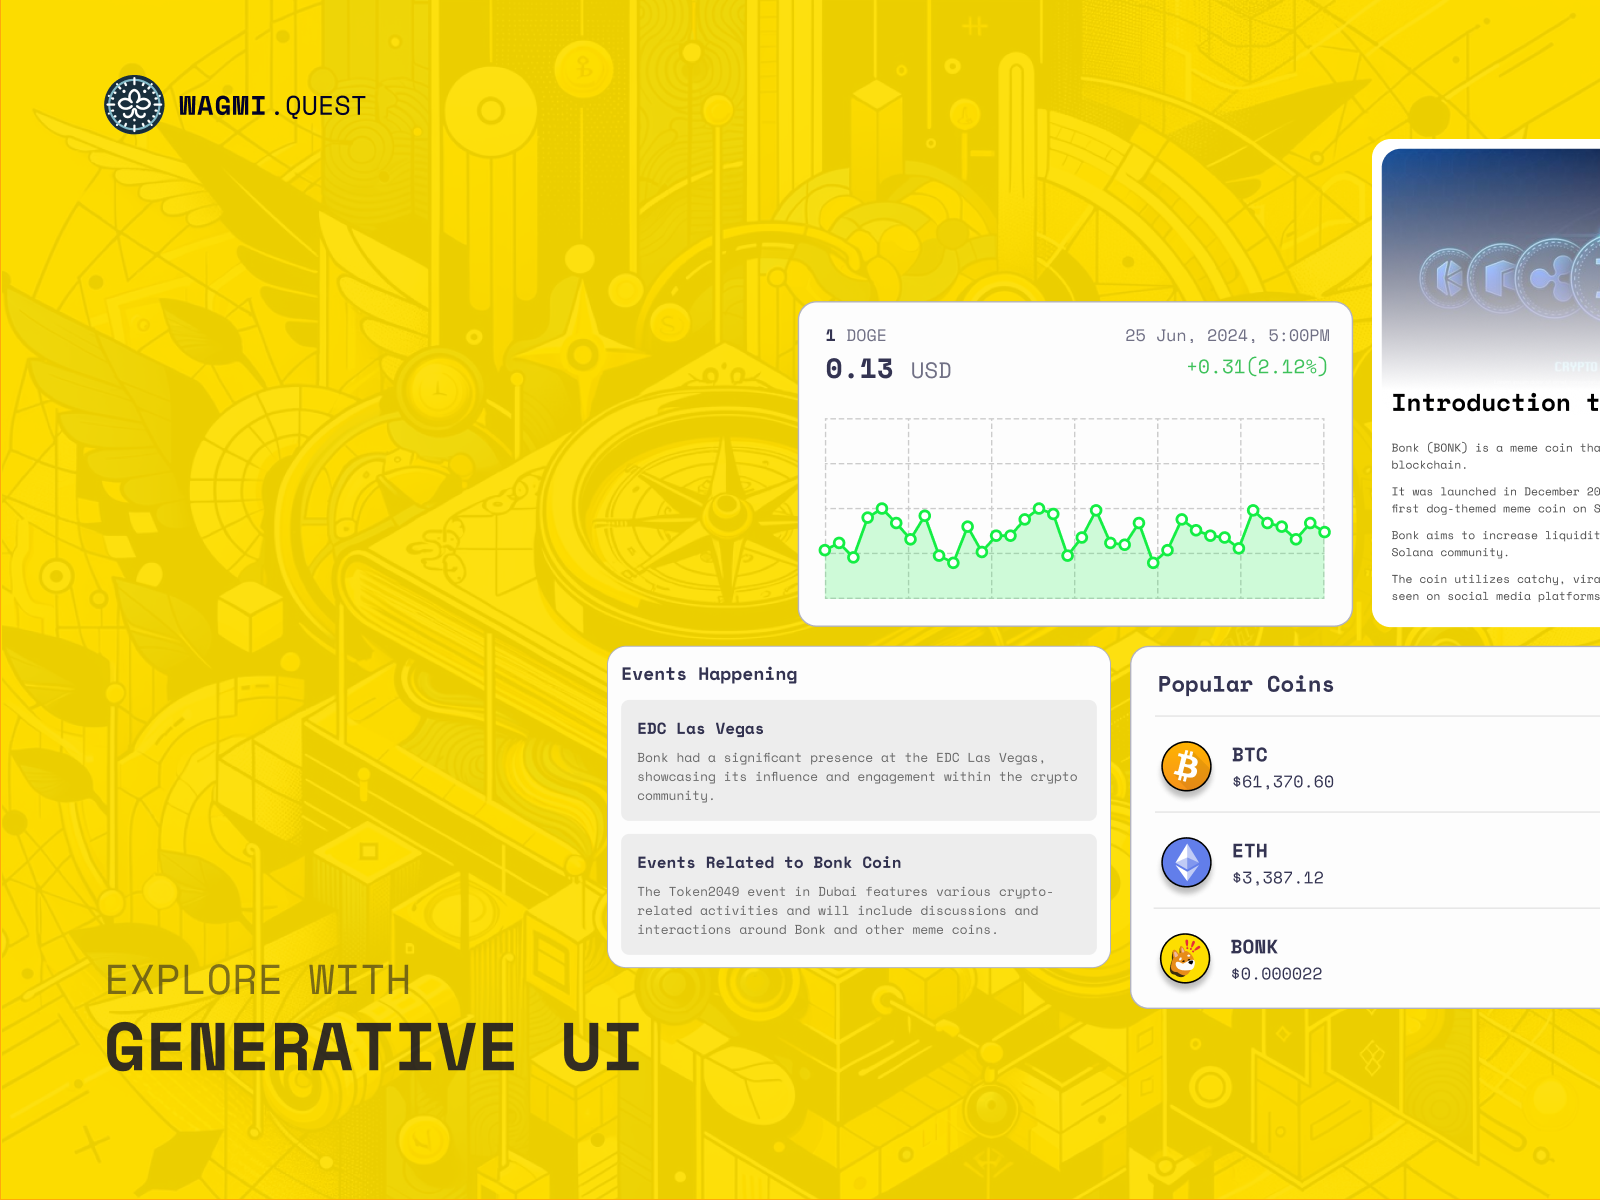 WAGMI.QUEST
CRYPTO
Introduction t
Bonk (BONK) is a meme coin tha
blockchain.
It was launched in December 20
first dog-themed meme coin on S
Bonk aims to increase liquidit
Solana community.
The coin utilizes catchy, vira
seen on social media platforms
1 DOGE
25 Jun, 2024, 5:00PM
0.13 USD
+0.31(2.12%)
Events Happening
EDC Las Vegas
Bonk had a significant presence at the EDC Las Vegas,
showcasing its influence and engagement within the crypto
community.
Events Related to Bonk Coin
The Token2049 event in Dubai features various crypto-
related activities and will include discussions and
interactions around Bonk and other meme coins.
Popular Coins
BTC
$61,370.60
ETH
$3,387.12
BONK
$0.000022
EXPLORE WITH
GENERATIVE UI